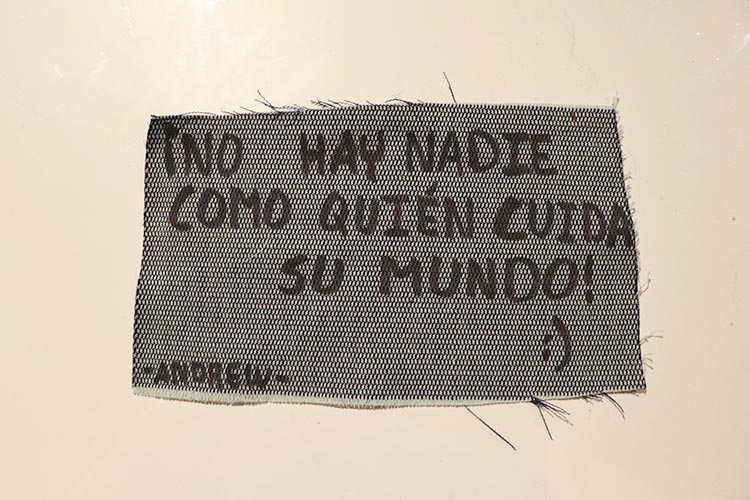 ¡NO HAY NADIE
COMO QUIÉN CUIDA
SU MUNDO!
:)
-ANDREW-